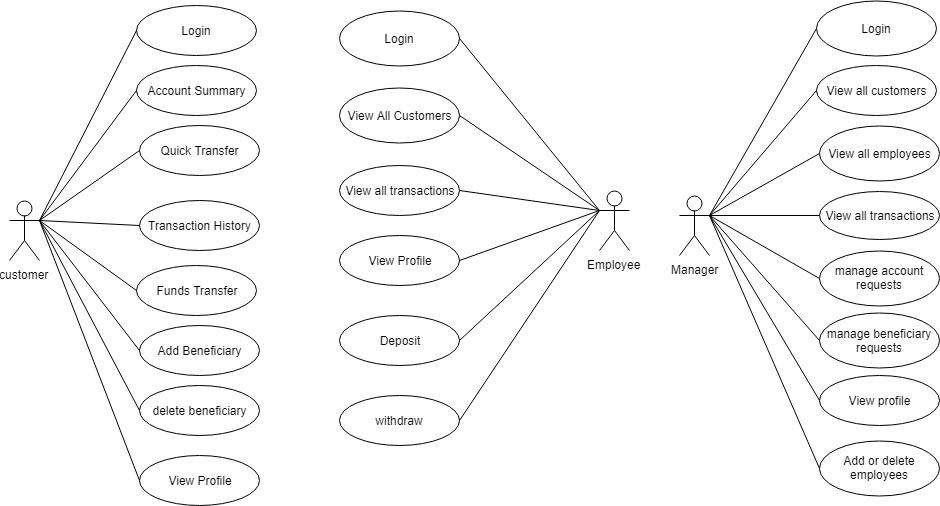 Login
Account Summary
Quick Transfer
Transaction History
Funds Transfer
Add Beneficiary
delete beneficiary
View Profile
customer
Login
View All Customers
View all transactions
View Profile
Deposit
withdraw
Employee
Login
View all customers
View all employees
View all transactions
manage account
requests
manage beneficiary
requests
View profile
Add or delete
employees
Manager